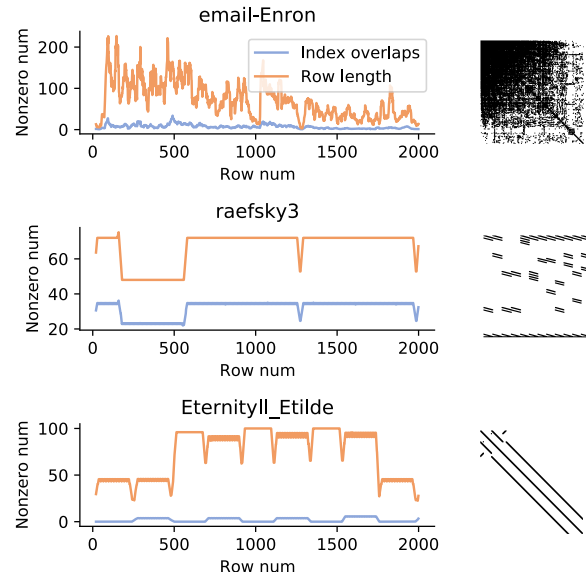 email-Enron
Nonzero num
200
100
0
Index overlaps
Row length
0 500 1000 1500 2000
Row num
raefsky3
Nonzero num
60
40
20
0 500 1000 1500 2000
Row num
EternityII_Etilde
Nonzero num
100
50
0
0 500 1000 1500 2000
Row num